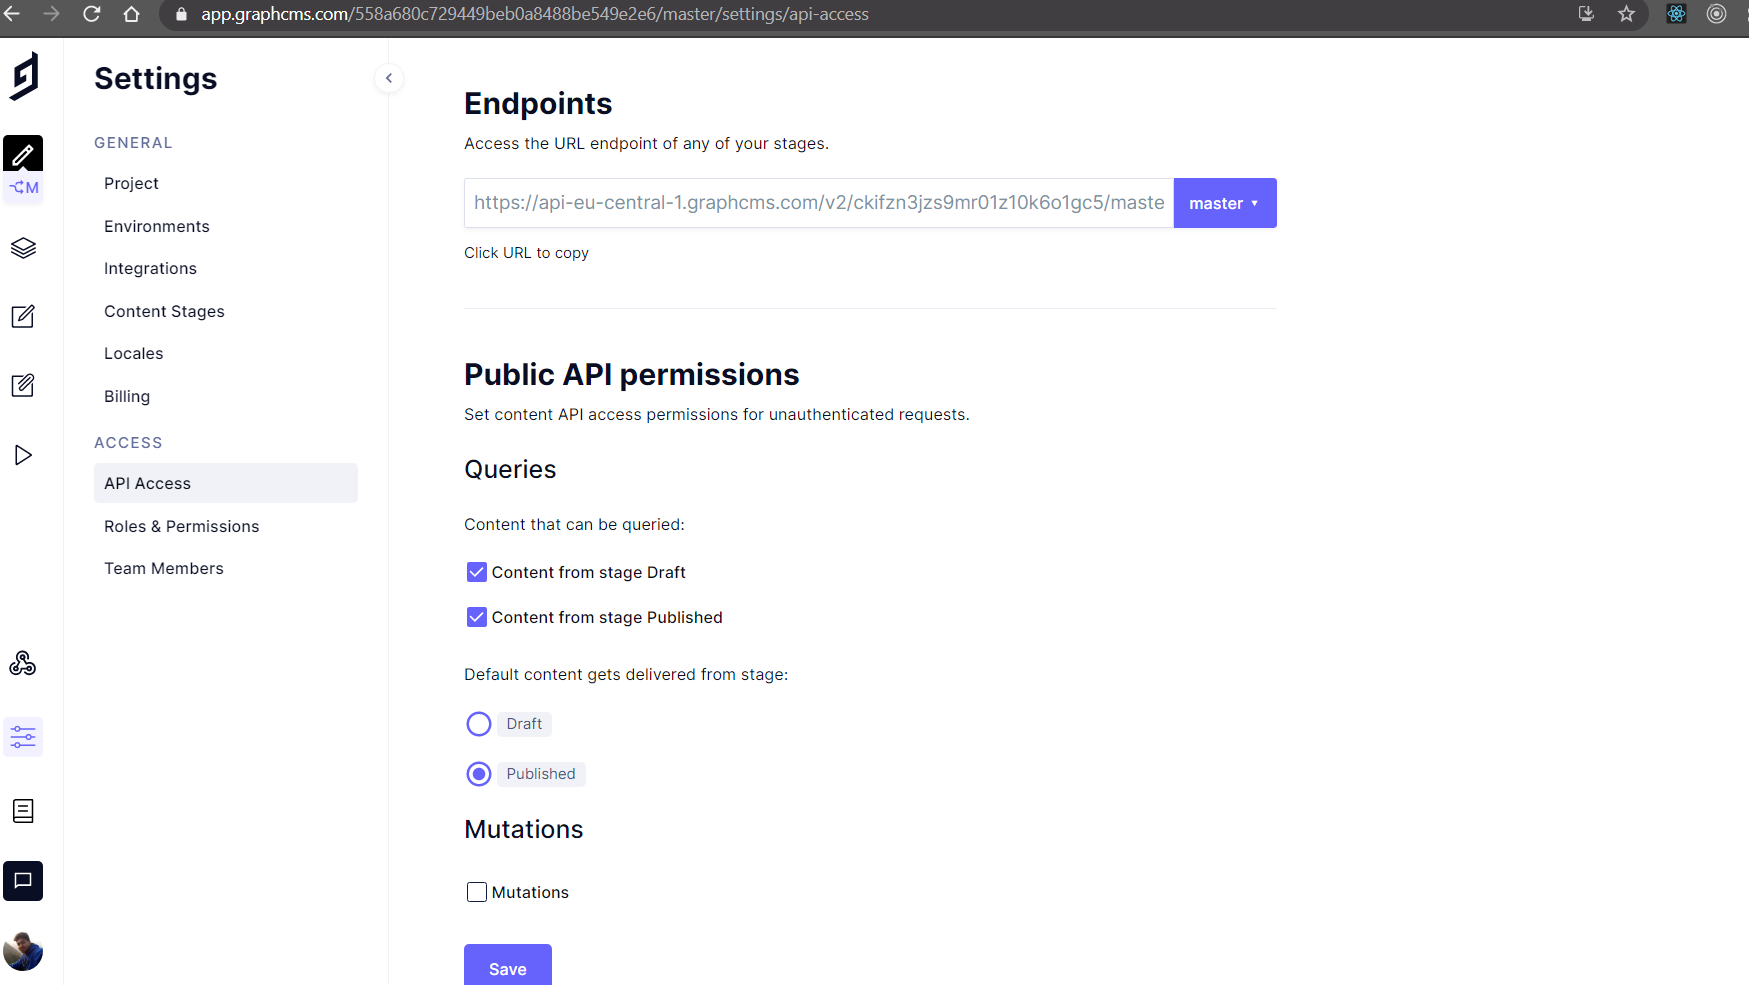 app.graphcms.com/558a680c729449beb0a8488be549e2e6/master/settings/api-access
Settings
GENERAL
Project
Environments
Integrations
Content Stages
Locales
Billing
ACCESS
API Access
Roles & Permissions
Team Members
M
Endpoints
Access the URL endpoint of any of your stages.
https://api-eu-central-1.graphcms.com/v2/ckifzn3jzs9mr01z10k6o1gc5/maste
master
Click URL to copy
Public API permissions
Set content API access permissions for unauthenticated requests.
Queries
Content that can be queried:
Content from stage Draft
Content from stage Published
Default content gets delivered from stage:
Draft
Published
Mutations
Mutations
Save